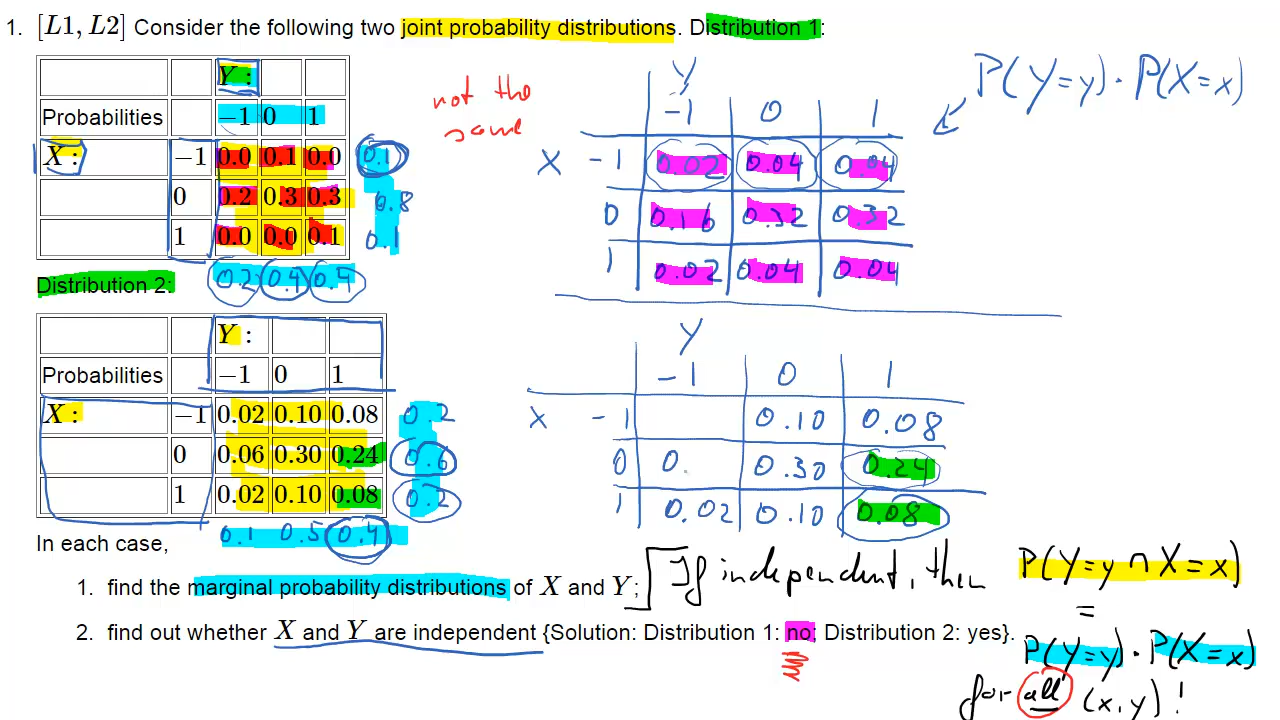 1. [L1, L2] Consider the following two joint probability distributions. Distribution 1:
Y :
Probabilities −1 0 1
X : −1 0.0 0.1 0.0 0.1
0 0.2 0.3 0.3 0.8
1 0.0 0.0 0.1 0.1
0.2 0.4 0.4
not the
same
P(Y=y) · P(X=x)
Y
-1 0 1
X -1 0.02 0.04 0.04
0 0.16 0.32 0.32
1 0.02 0.04 0.04
Distribution 2:
Y :
Probabilities −1 0 1
X : −1 0.02 0.10 0.08 0.2
0 0.06 0.30 0.24 0.6
1 0.02 0.10 0.08 0.2
0.1 0.5 0.4
Y
-1 0 1
X -1 0.10 0.08
0 0. 0.30 0.24
1 0.02 0.10 0.08
In each case,
1. find the marginal probability distributions of X and Y;
2. find out whether X and Y are independent {Solution: Distribution 1: no; Distribution 2: yes}.
If independent, then
P(Y=y ∩ X=x)
=
P(Y=y) · P(X=x)
for all (x,y) !